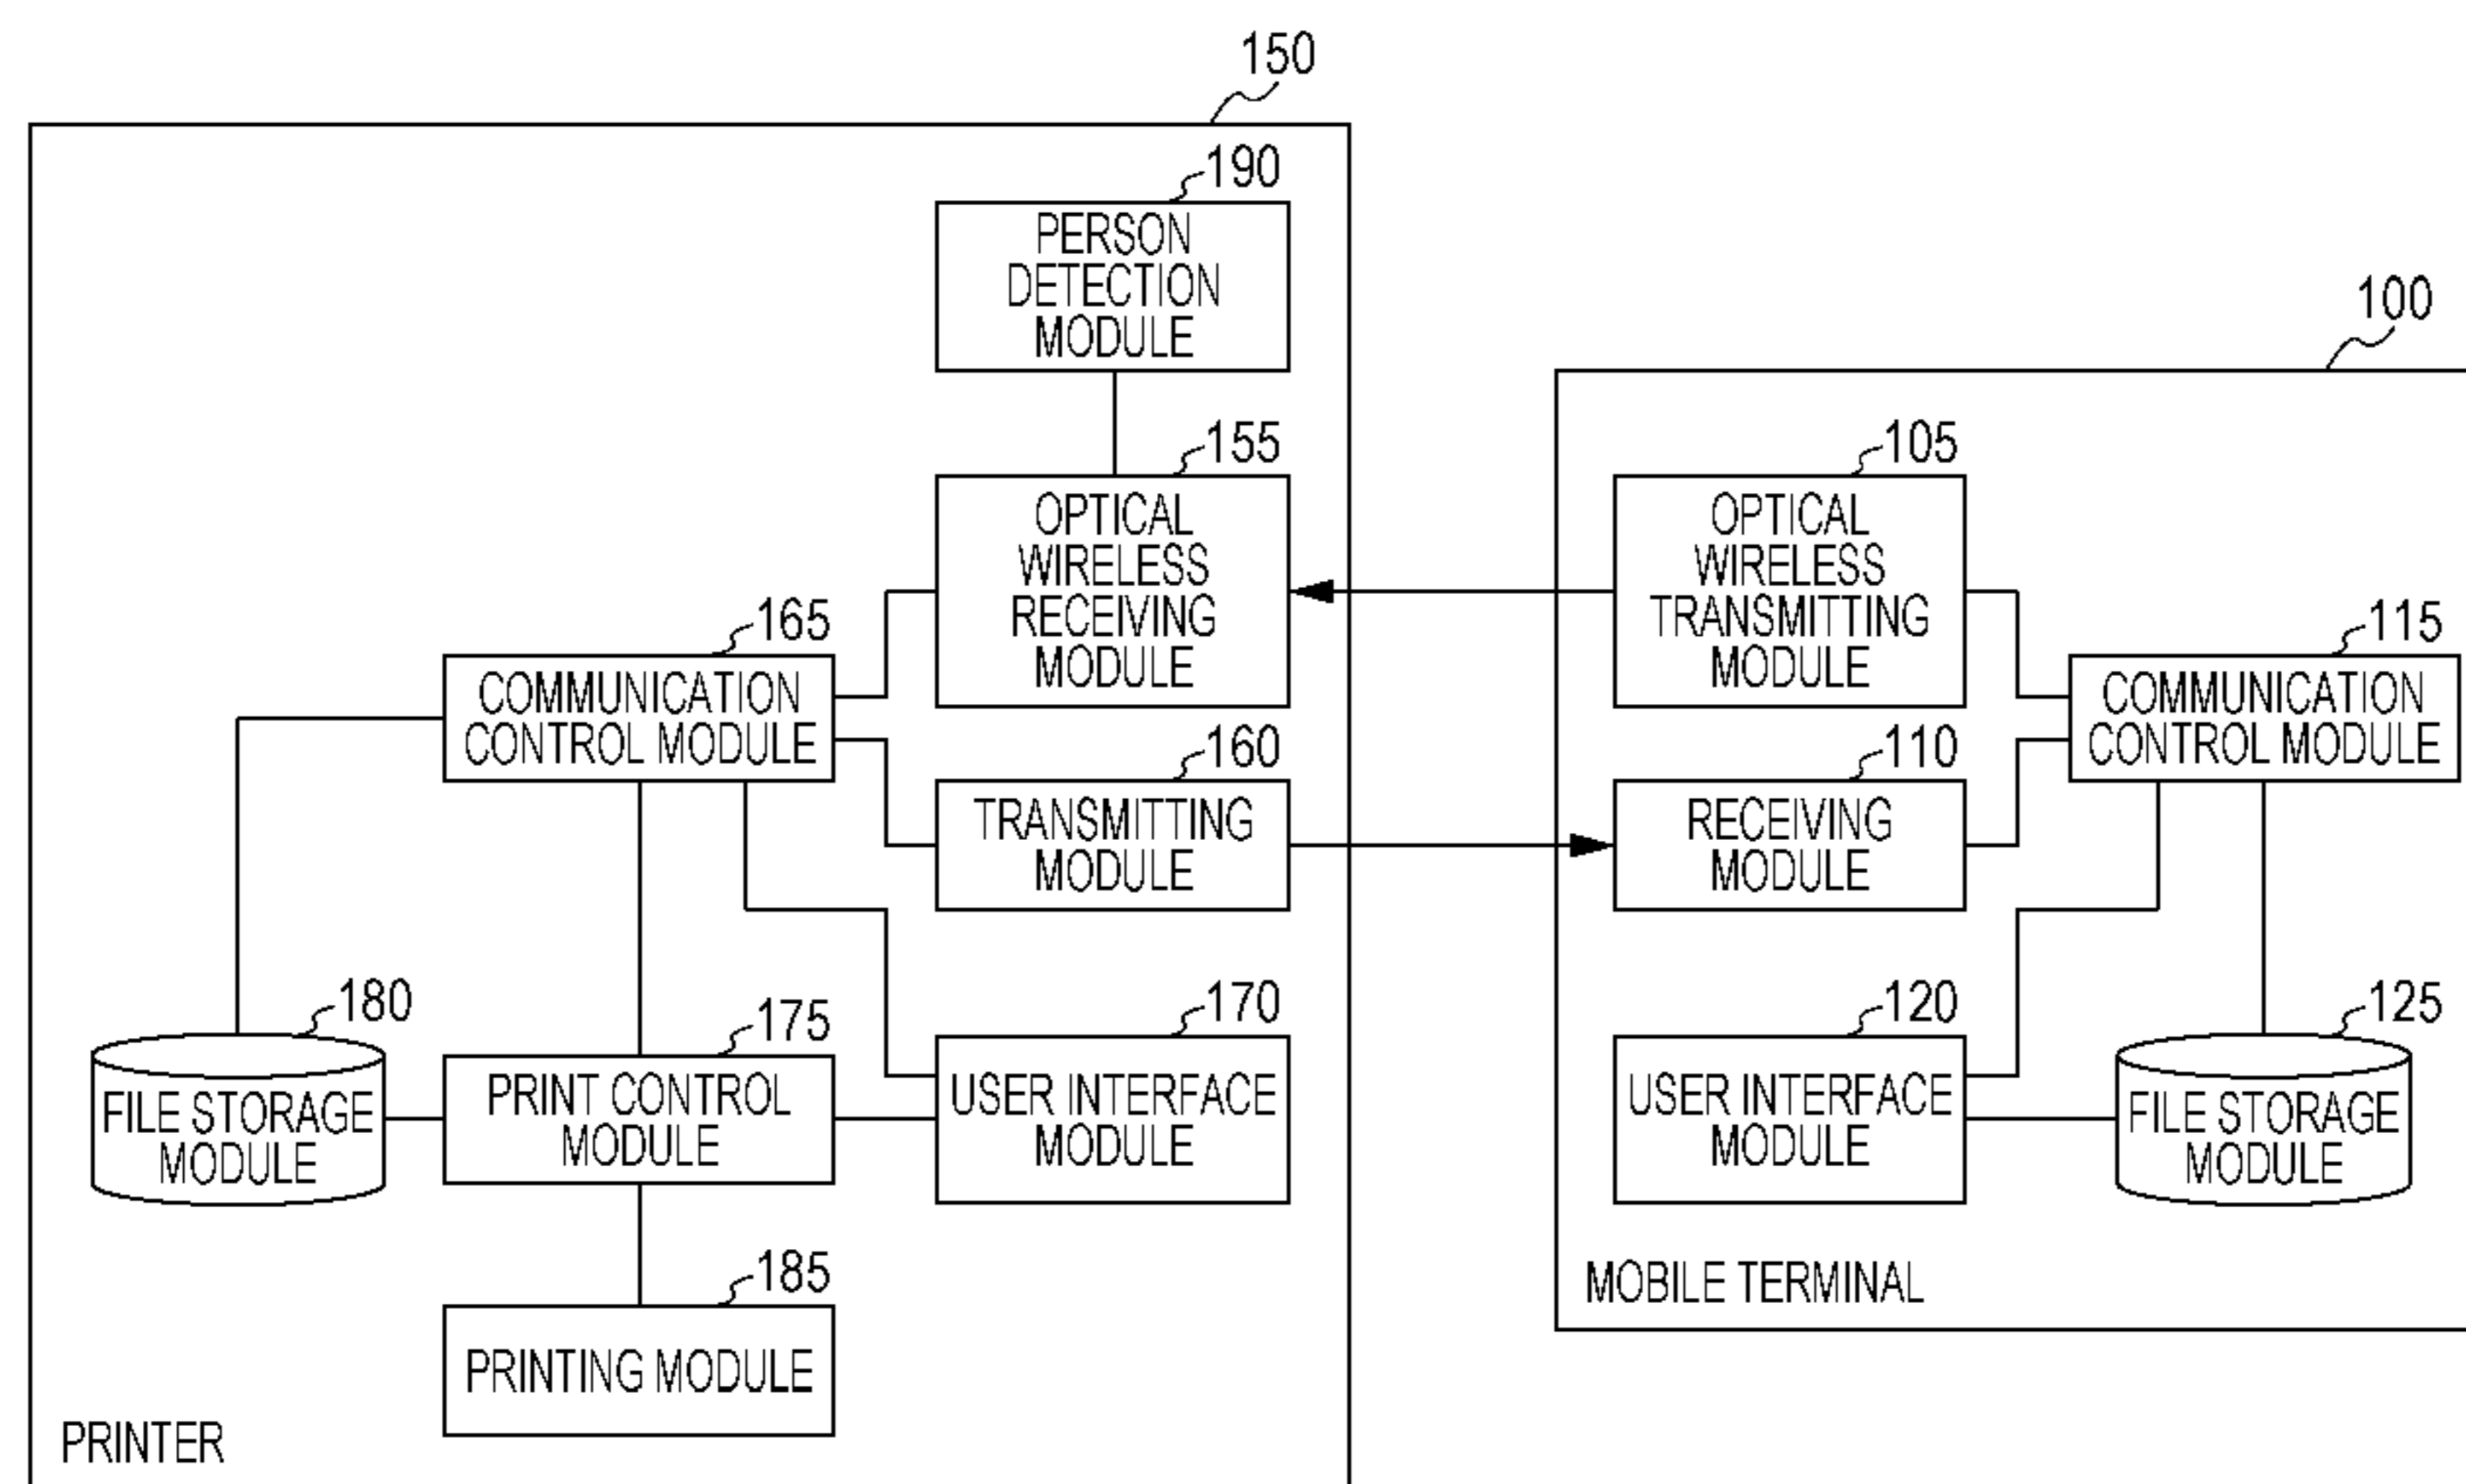 150
190
PERSON
DETECTION
MODULE
100
155
OPTICAL
WIRELESS
RECEIVING
MODULE
105
OPTICAL
WIRELESS
TRANSMITTING
MODULE
165
COMMUNICATION
CONTROL MODULE
115
COMMUNICATION
CONTROL MODULE
160
TRANSMITTING
MODULE
110
RECEIVING
MODULE
180
FILE STORAGE
MODULE
175
PRINT CONTROL
MODULE
170
USER INTERFACE
MODULE
120
USER INTERFACE
MODULE
125
FILE STORAGE
MODULE
185
PRINTING MODULE
MOBILE TERMINAL
PRINTER